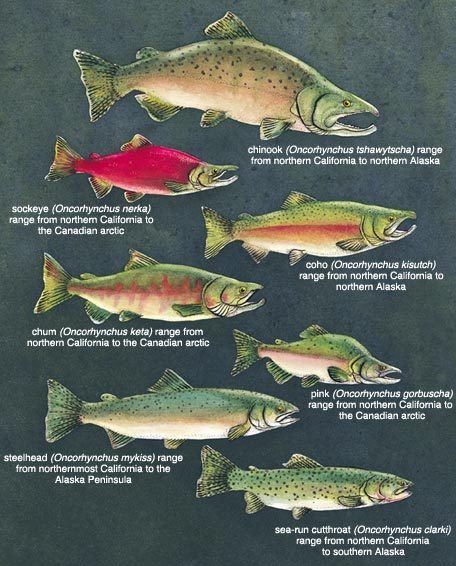 chinook (Oncorhynchus tshawytscha) range
from northern California to northern Alaska
sockeye (Oncorhynchus nerka)
range from northern California to
the Canadian arctic
coho (Oncorhynchus kisutch)
range from northern California to
northern Alaska
chum (Oncorhynchus keta) range from
northern California to the Canadian arctic
pink (Oncorhynchus gorbuscha)
range from northern California to
the Canadian arctic
steelhead (Oncorhynchus mykiss) range
from northernmost California to the
Alaska Peninsula
sea-run cutthroat (Oncorhynchus clarki)
range from northern California
to southern Alaska